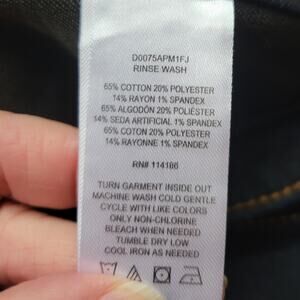 D0075APM1FJ
RINSE WASH
65% COTTON 20% POLYESTER
14% RAYON 1% SPANDEX
65% ALGODÓN 20% POLIÉSTER
14% SEDA ARTIFICIAL 1% SPANDEX
65% COTON 20% POLYESTER
14% RAYONNE 1% SPANDEX
RN# 114186
TURN GARMENT INSIDE OUT
MACHINE WASH COLD GENTLE
CYCLE WITH LIKE COLORS
ONLY NON-CHLORINE
BLEACH WHEN NEEDED
TUMBLE DRY LOW
COOL IRON AS NEEDED